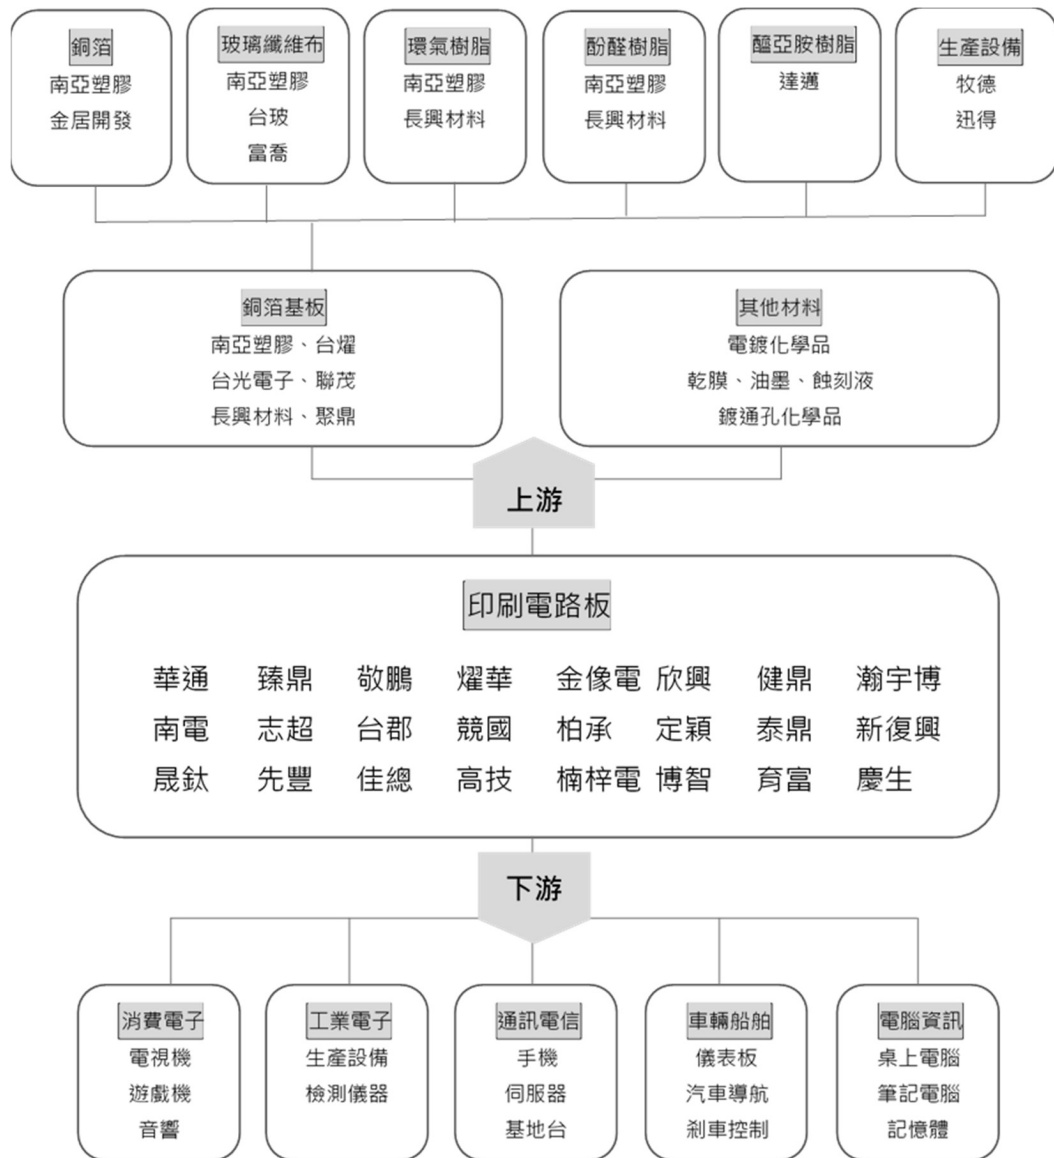 銅箔
南亞塑膠
金居開發
玻璃纖維布
南亞塑膠
台玻
富喬
環氧樹脂
南亞塑膠
長興材料
酚醛樹脂
南亞塑膠
長興材料
醯亞胺樹脂
達邁
生產設備
牧德
迅得
銅箔基板
南亞塑膠、台燿
台光電子、聯茂
長興材料、聚鼎
其他材料
電鍍化學品
乾膜、油墨、蝕刻液
鍍通孔化學品
上游
印刷電路板
華通 臻鼎 敬鵬 燿華 金像電 欣興 健鼎 瀚宇博
南電 志超 台郡 競國 柏承 定穎 泰鼎 新復興
晟鈦 先豐 佳總 高技 楠梓電 博智 育富 慶生
下游
消費電子
電視機
遊戲機
音響
工業電子
生產設備
檢測儀器
通訊電信
手機
伺服器
基地台
車輛船舶
儀表板
汽車導航
剎車控制
電腦資訊
桌上電腦
筆記電腦
記憶體